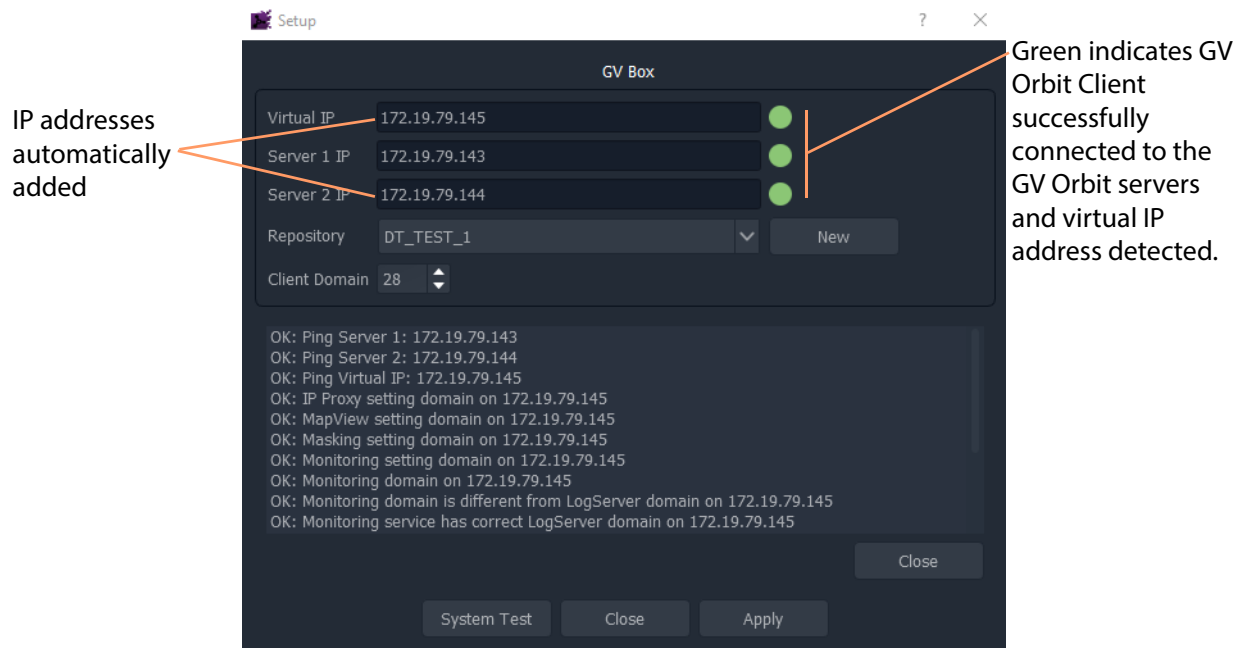 Setup
?
GV Box
Virtual IP 172.19.79.145
Server 1 IP 172.19.79.143
Server 2 IP 172.19.79.144
Repository DT_TEST_1 New
Client Domain 28
OK: Ping Server 1: 172.19.79.143
OK: Ping Server 2: 172.19.79.144
OK: Ping Virtual IP: 172.19.79.145
OK: IP Proxy setting domain on 172.19.79.145
OK: MapView setting domain on 172.19.79.145
OK: Masking setting domain on 172.19.79.145
OK: Monitoring setting domain on 172.19.79.145
OK: Monitoring domain on 172.19.79.145
OK: Monitoring domain is different from LogServer domain on 172.19.79.145
OK: Monitoring service has correct LogServer domain on 172.19.79.145
Close
System Test Close Apply
IP addresses
automatically
added
Green indicates GV
Orbit Client
successfully
connected to the
GV Orbit servers
and virtual IP
address detected.